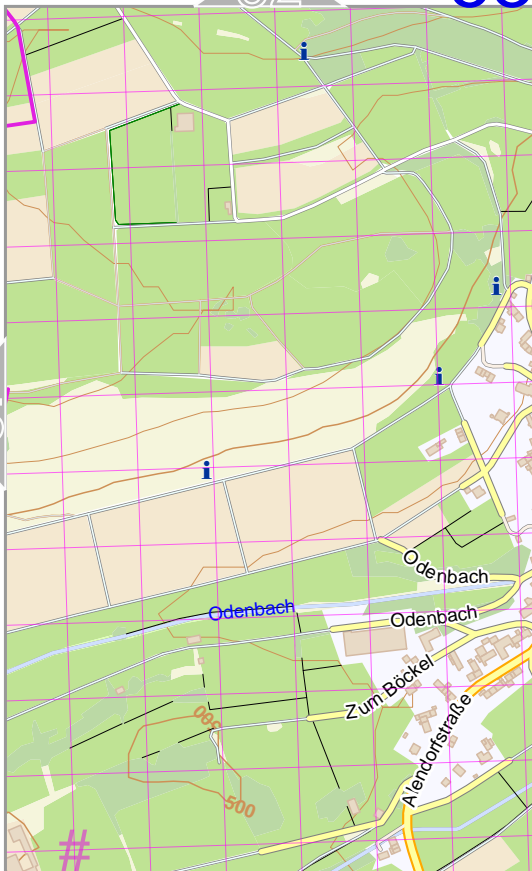 i
i
i
i
Odenbach
Odenbach
Odenbach
Zum Böckel
Alendorfstraße
500
500
#